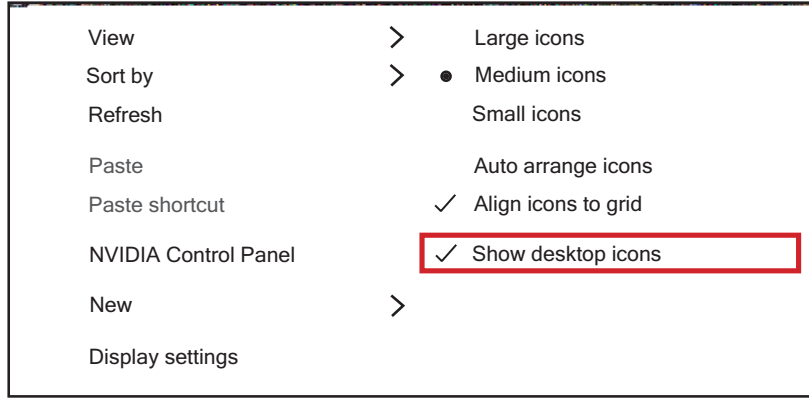 View
Sort by
Refresh
Paste
Paste shortcut
NVIDIA Control Panel
New
Display settings
Large icons
Medium icons
Small icons
Auto arrange icons
Align icons to grid
Show desktop icons